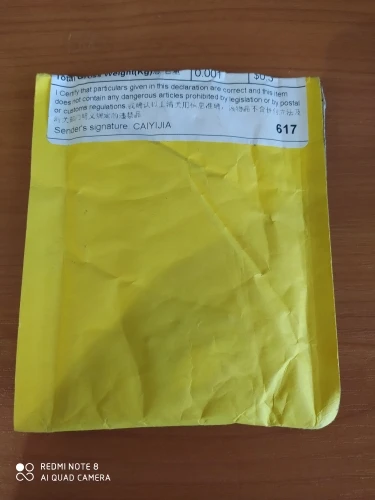 Total Gross Weight(Kg) 总 0.001 $0.3
I Certify that particulars given in this declaration are correct and this item
does not contain any dangerous articles prohibited by legislation or by postal
or customs regulations.
Sender's signature: CAIYIJIA 617
REDMI NOTE 8
AI QUAD CAMERA